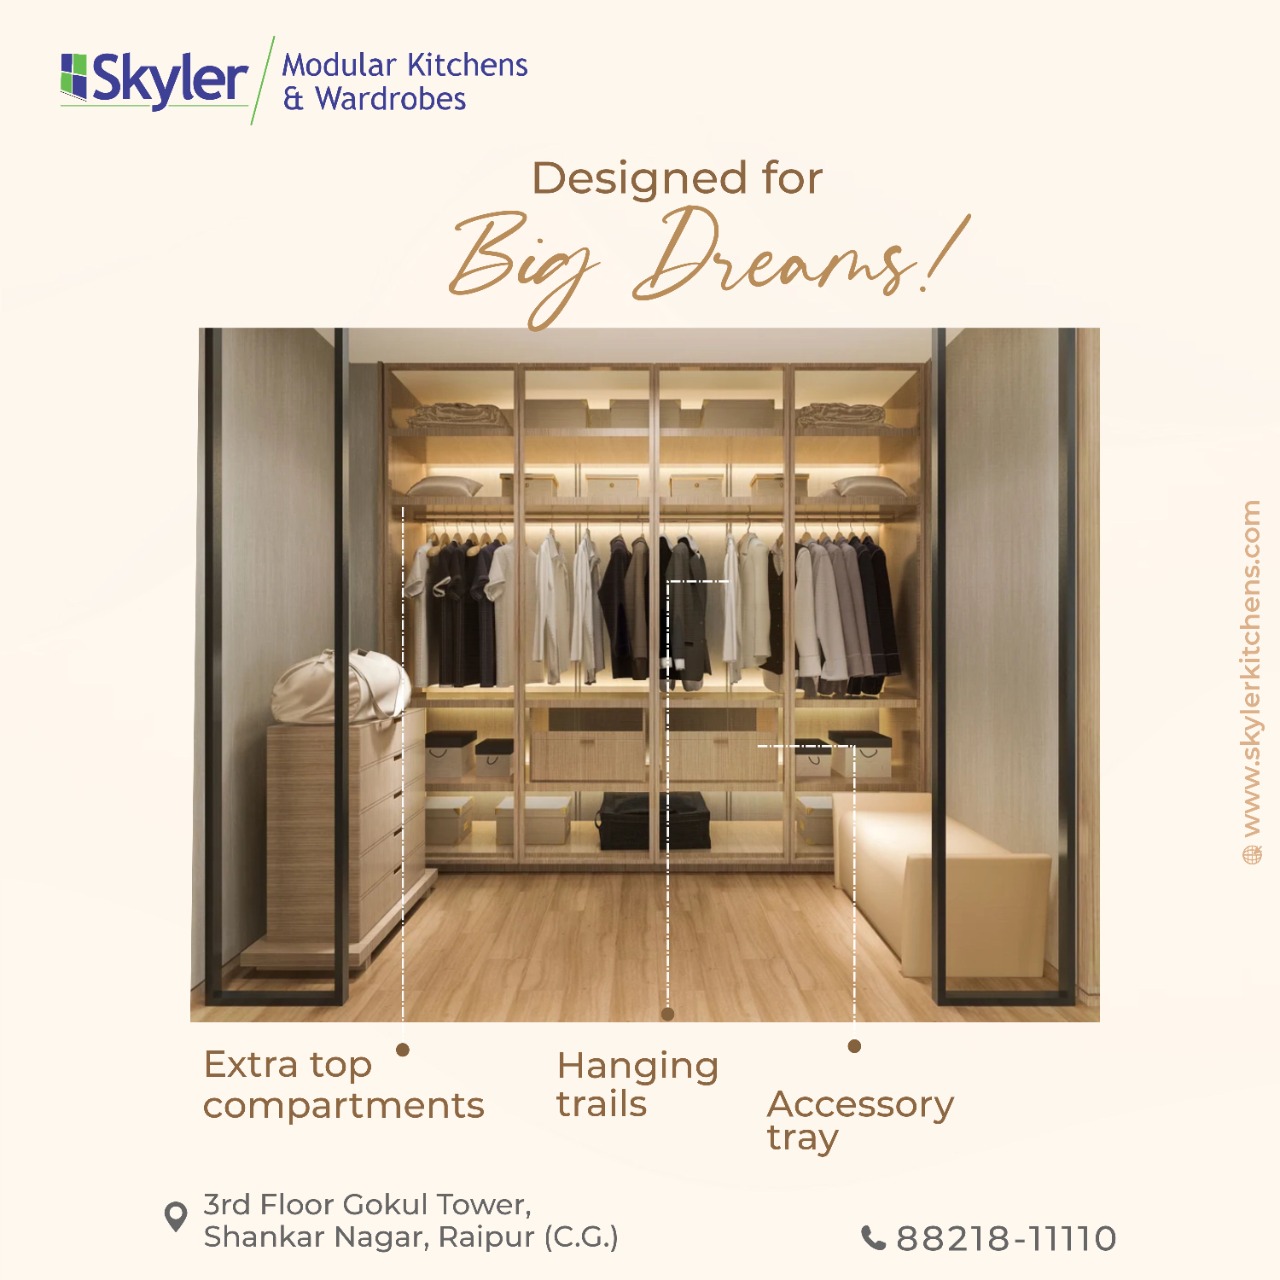 Skyler
Modular Kitchens
& Wardrobes
Designed for
Big Dreams!
www.skylerkitchens.com
Extra top
compartments
Hanging
trails
Accessory
tray
3rd Floor Gokul Tower,
Shankar Nagar, Raipur (C.G.)
88218-11110